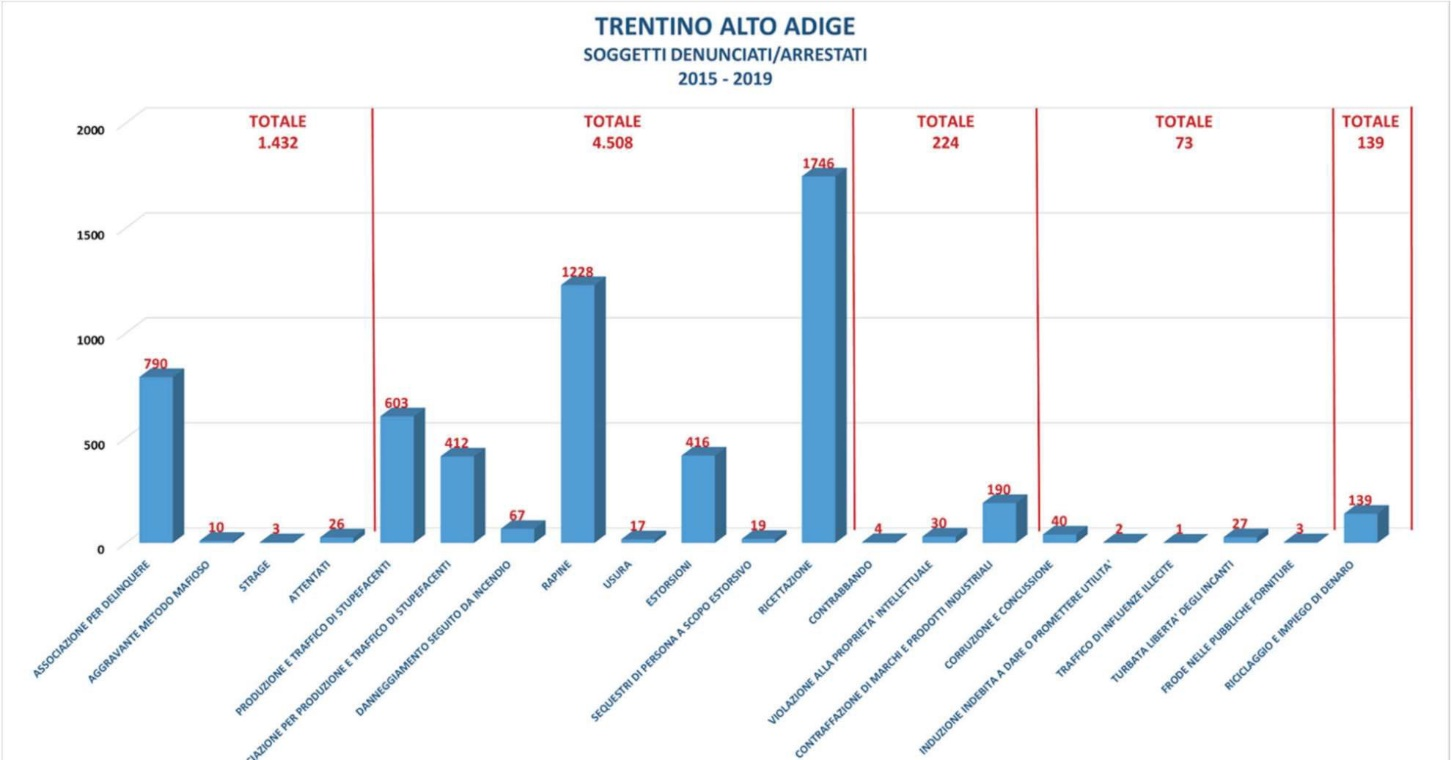 TRENTINO ALTO ADIGE
SOGGETTI DENUNCIATI/ARRESTATI
2015 - 2019
TOTALE
1.432
TOTALE
4.508
TOTALE
224
TOTALE
73
TOTALE
139
2000
1500
1000
500
0
790
10
3
26
603
412
67
1228
17
416
19
1746
4
30
190
40
2
1
27
3
139
ASSOCIAZIONE PER DELINQUERE
AGGRAVANTE METODO MAFIOSO
STRAGE
ATTENTATI
PRODUZIONE E TRAFFICO DI STUPEFACENTI
PER PRODUZIONE E TRAFFICO DI STUPEFACENTI
DANNEGGIAMENTO SEGUITO DA INCENDIO
RAPINE
USURA
ESTORSIONI
SEQUESTRI DI PERSONA A SCOPO ESTORSIVO
RICETTAZIONE
CONTRABBANDO
VIOLAZIONE ALLA PROPRIETA' INTELLETTUALE
CONTRAFFAZIONE DI MARCHI E PRODOTTI INDUSTRIALI
CORRUZIONE E CONCUSSIONE
INDUZIONE INDEBITA A DARE O PROMETTERE UTILITA'
TRAFFICO DI INFLUENZE ILLECITE
TURBATA LIBERTA' DEGLI INCANTI
FRODE NELLE PUBBLICHE FORNITURE
RICICLAGGIO E IMPIEGO DI DENARO